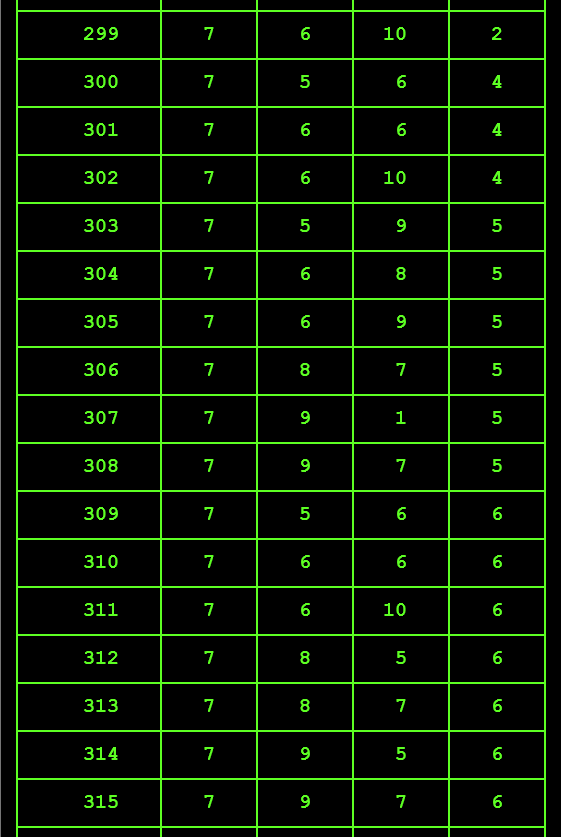 299 7 6 10 2
300 7 5 6 4
301 7 6 6 4
302 7 6 10 4
303 7 5 9 5
304 7 6 8 5
305 7 6 9 5
306 7 8 7 5
307 7 9 1 5
308 7 9 7 5
309 7 5 6 6
310 7 6 6 6
311 7 6 10 6
312 7 8 5 6
313 7 8 7 6
314 7 9 5 6
315 7 9 7 6